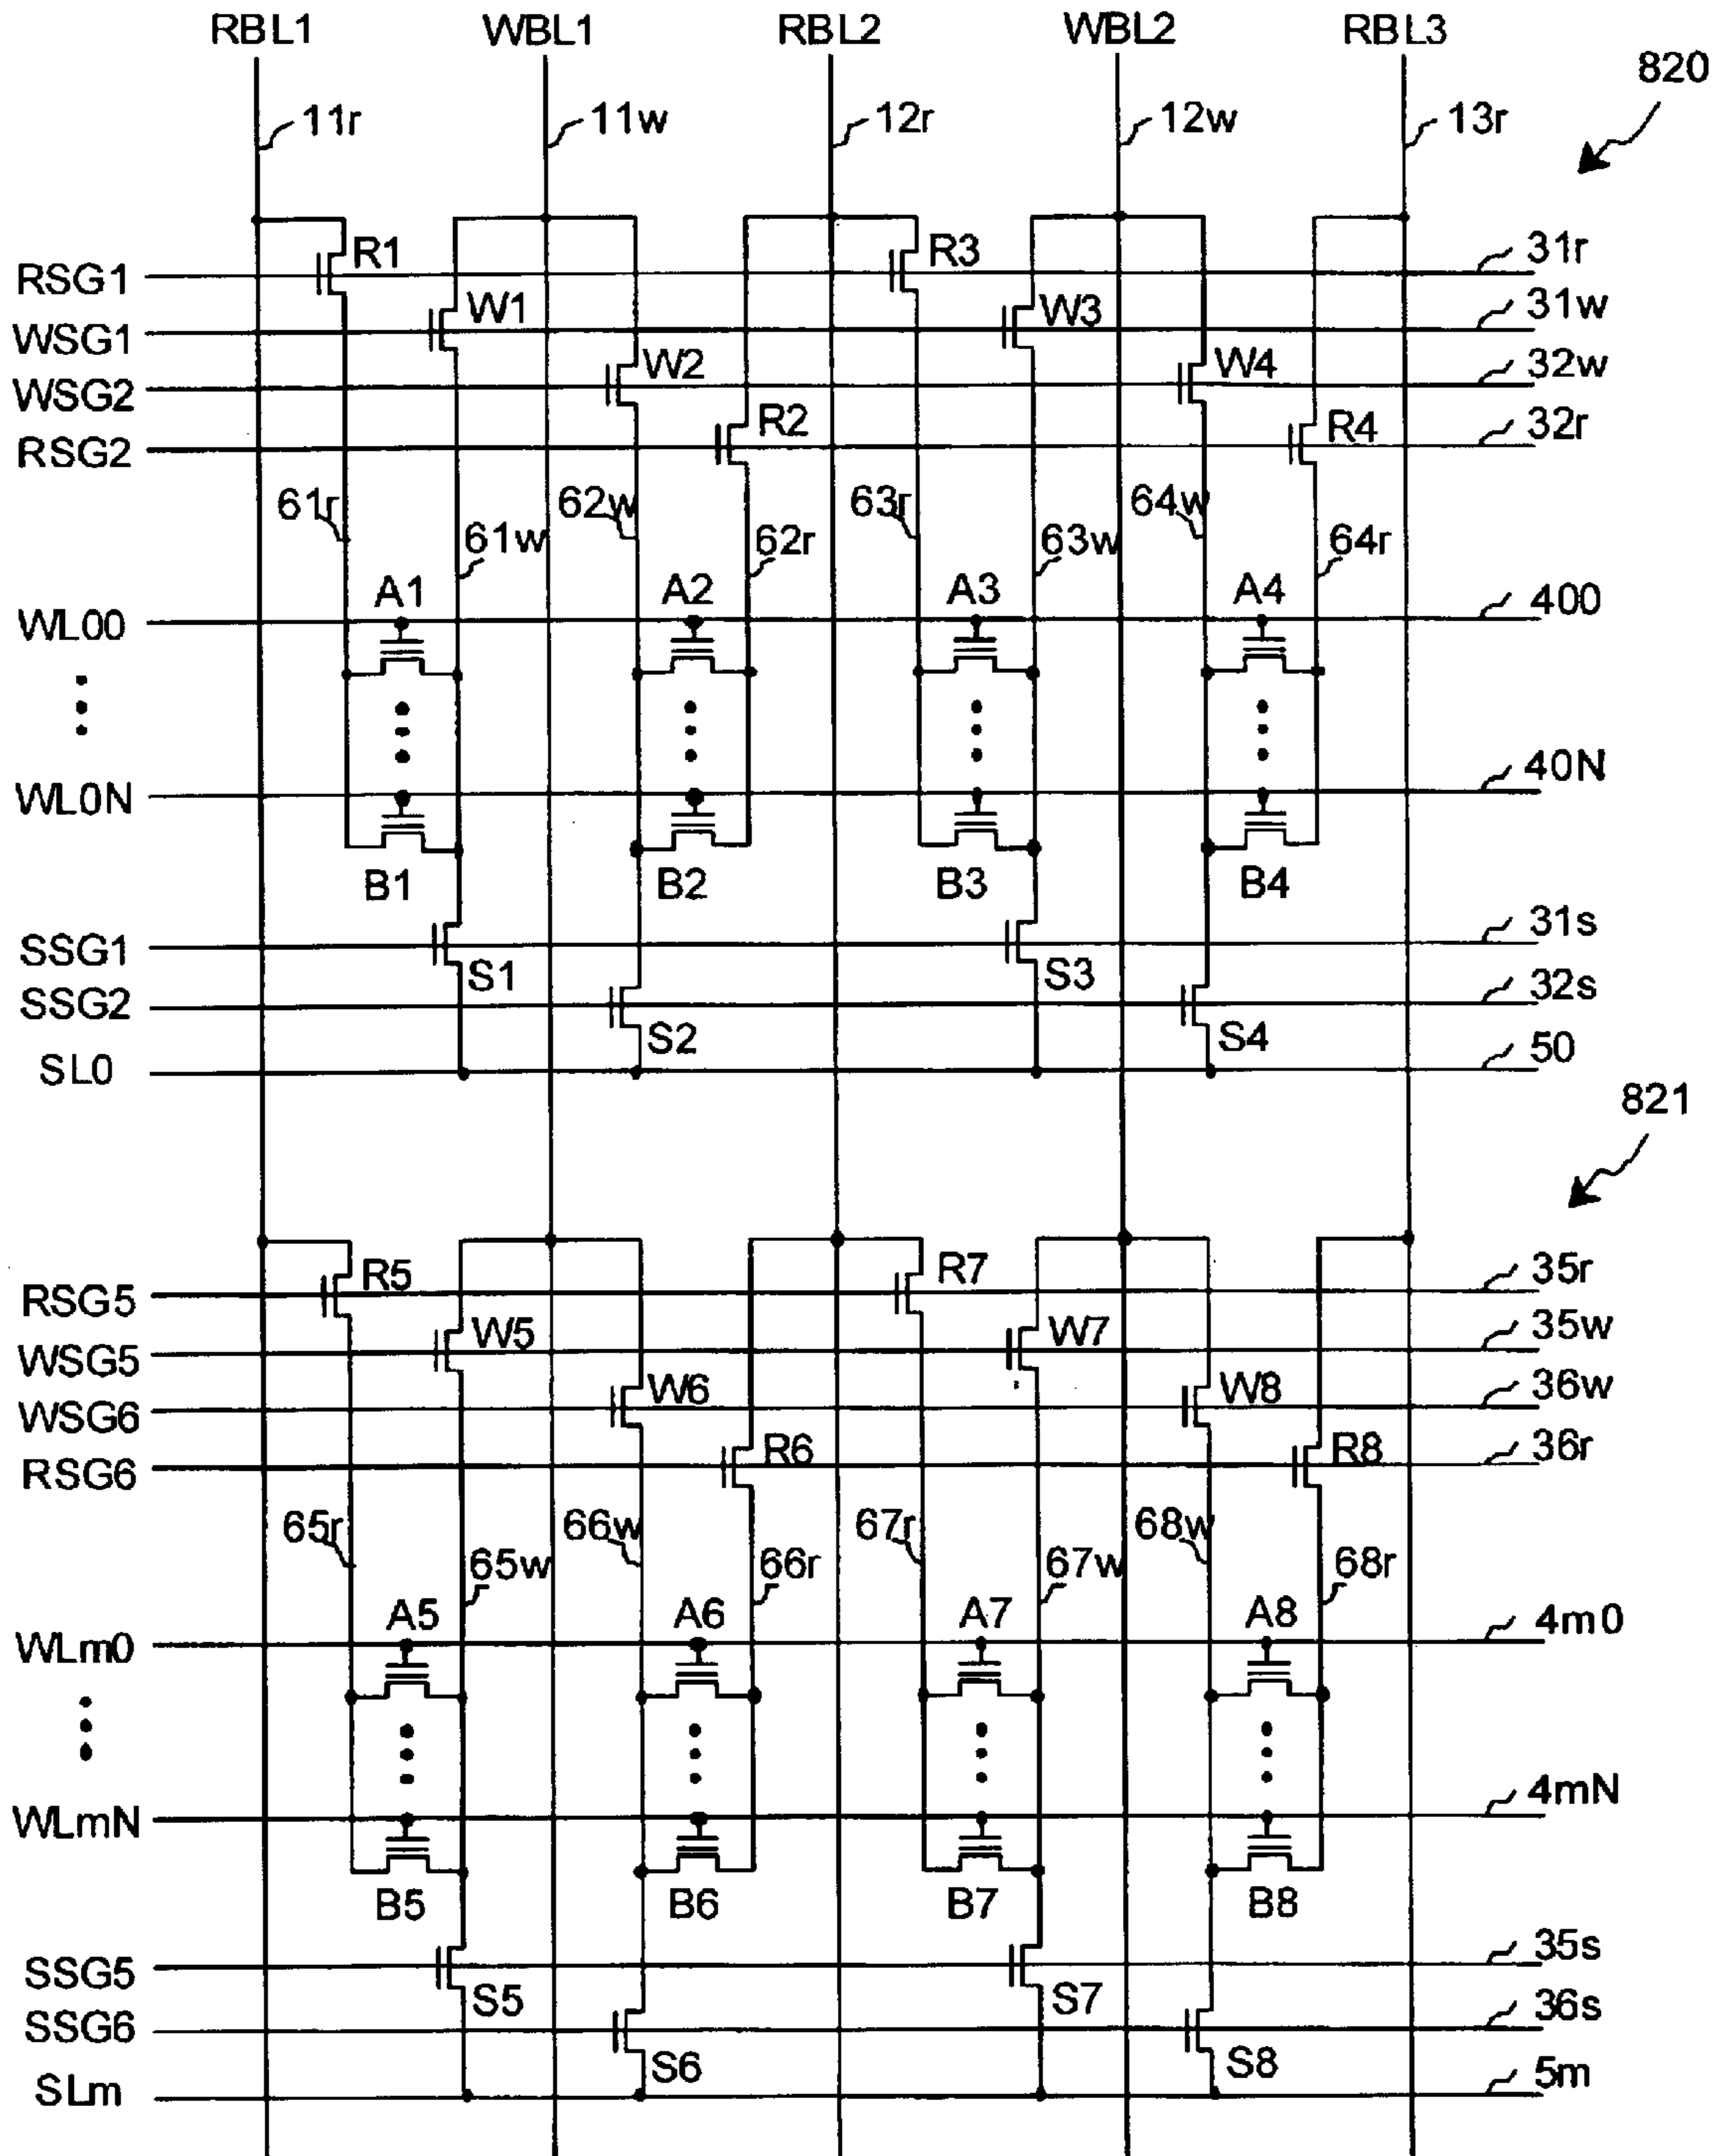 RBL1 WBL1 RBL2 WBL2 RBL3
820
11r 11w 12r 12w 13r
RSG1 R1 R3 31r
WSG1 W1 W3 31w
WSG2 W2 W4 32w
RSG2 R2 R4 32r
61r 62w 63r 64w
61w 62r 63w 64r
WL00 A1 A2 A3 A4 400
WL0N 40N
B1 B2 B3 B4
SSG1 31s
S1 S3
SSG2 32s
S2 S4
SL0 50
821
RSG5 R5 R7 35r
WSG5 W5 W7 35w
WSG6 W6 W8 36w
RSG6 R6 R8 36r
65r 66w 67r 68w
65w 66r 67w 68r
WLm0 A5 A6 A7 A8 4m0
WLmN 4mN
B5 B6 B7 B8
SSG5 35s
S5 S7
SSG6 36s
S6 S8
SLm 5m